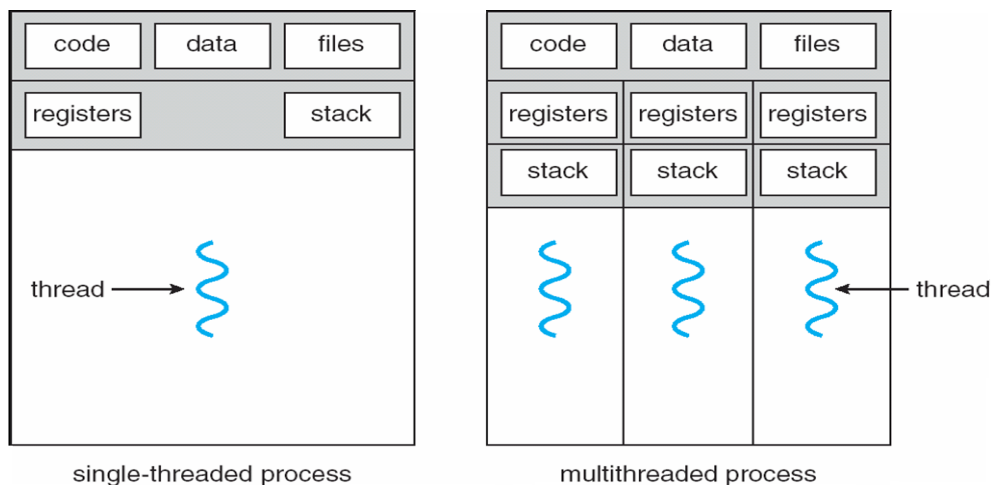 code data files
registers stack
thread
single-threaded process
code data files
registers registers registers
stack stack stack
thread
multithreaded process